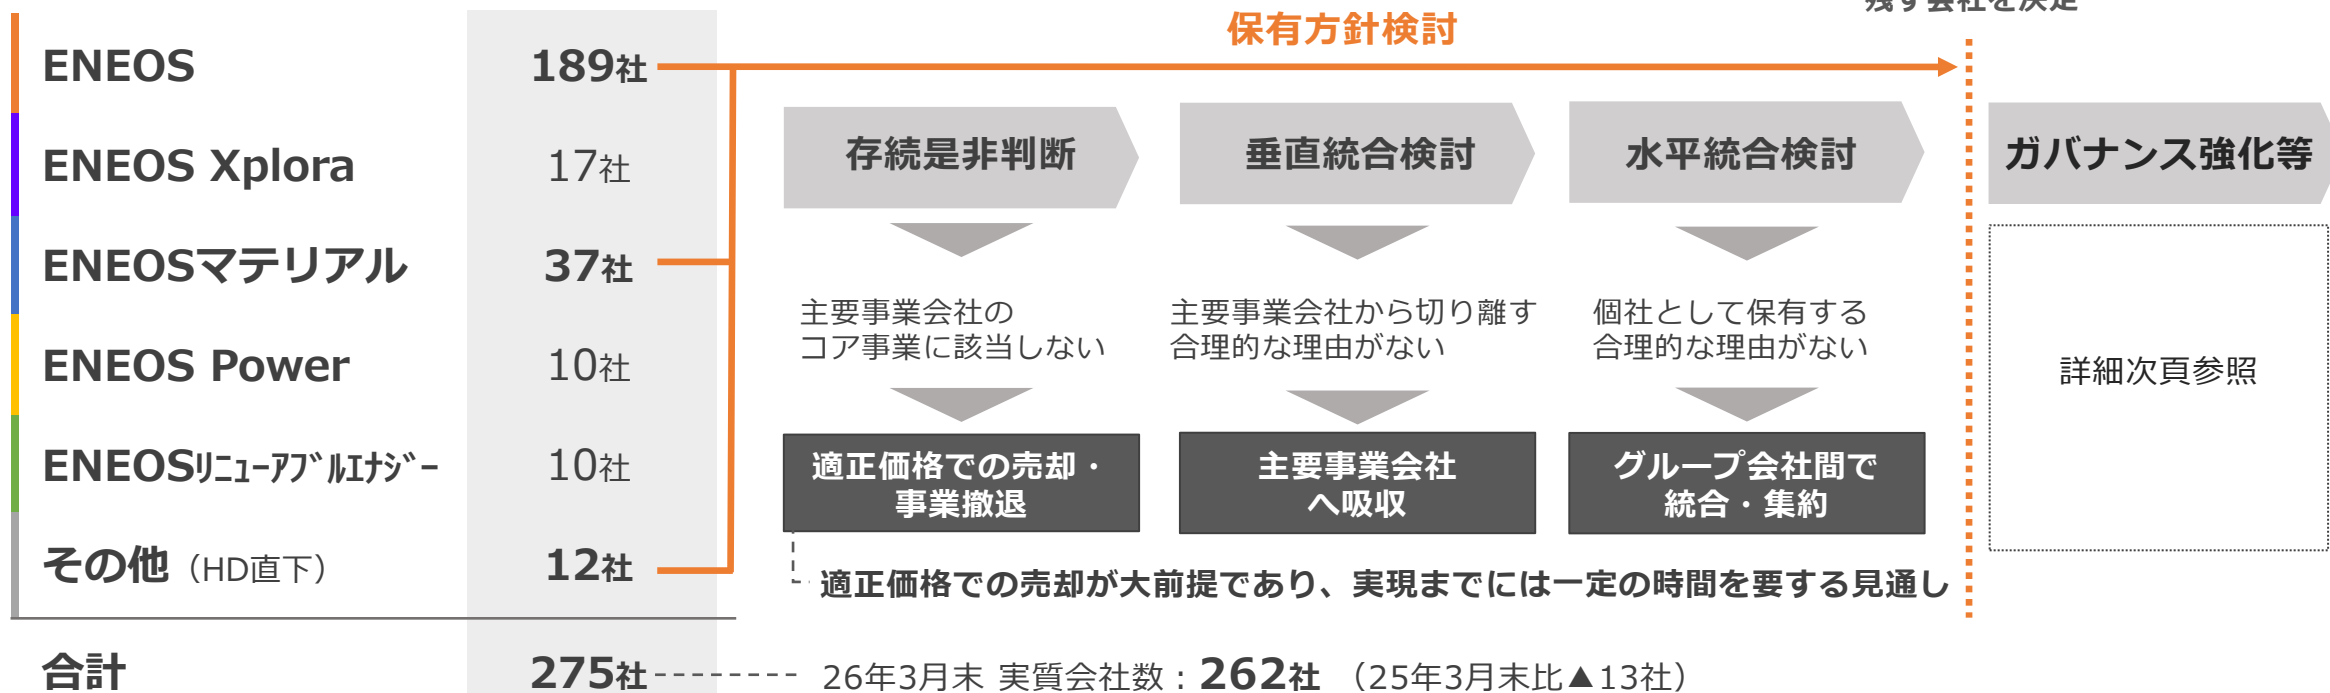 残す会社を決定
保有方針検討
ENEOS 189社
ENEOS Xplora 17社
ENEOSマテリアル 37社
ENEOS Power 10社
ENEOSリニューアブルエナジー 10社
その他（HD直下） 12社
合計 275社
存続是非判断
主要事業会社の
コア事業に該当しない
適正価格での売却・
事業撤退
垂直統合検討
主要事業会社から切り離す
合理的な理由がない
主要事業会社
へ吸収
水平統合検討
個社として保有する
合理的な理由がない
グループ会社間で
統合・集約
適正価格での売却が大前提であり、実現までには一定の時間を要する見通し
26年3月末 実質会社数：262社 （25年3月末比▲13社）
ガバナンス強化等
詳細次頁参照